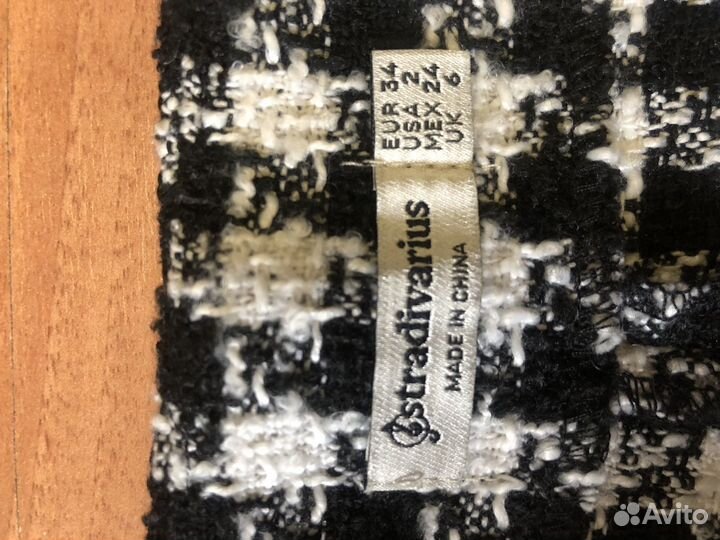 EUR 34
USA 2
MEX 24
UK 6
stradivarius
MADE IN CHINA
Avito